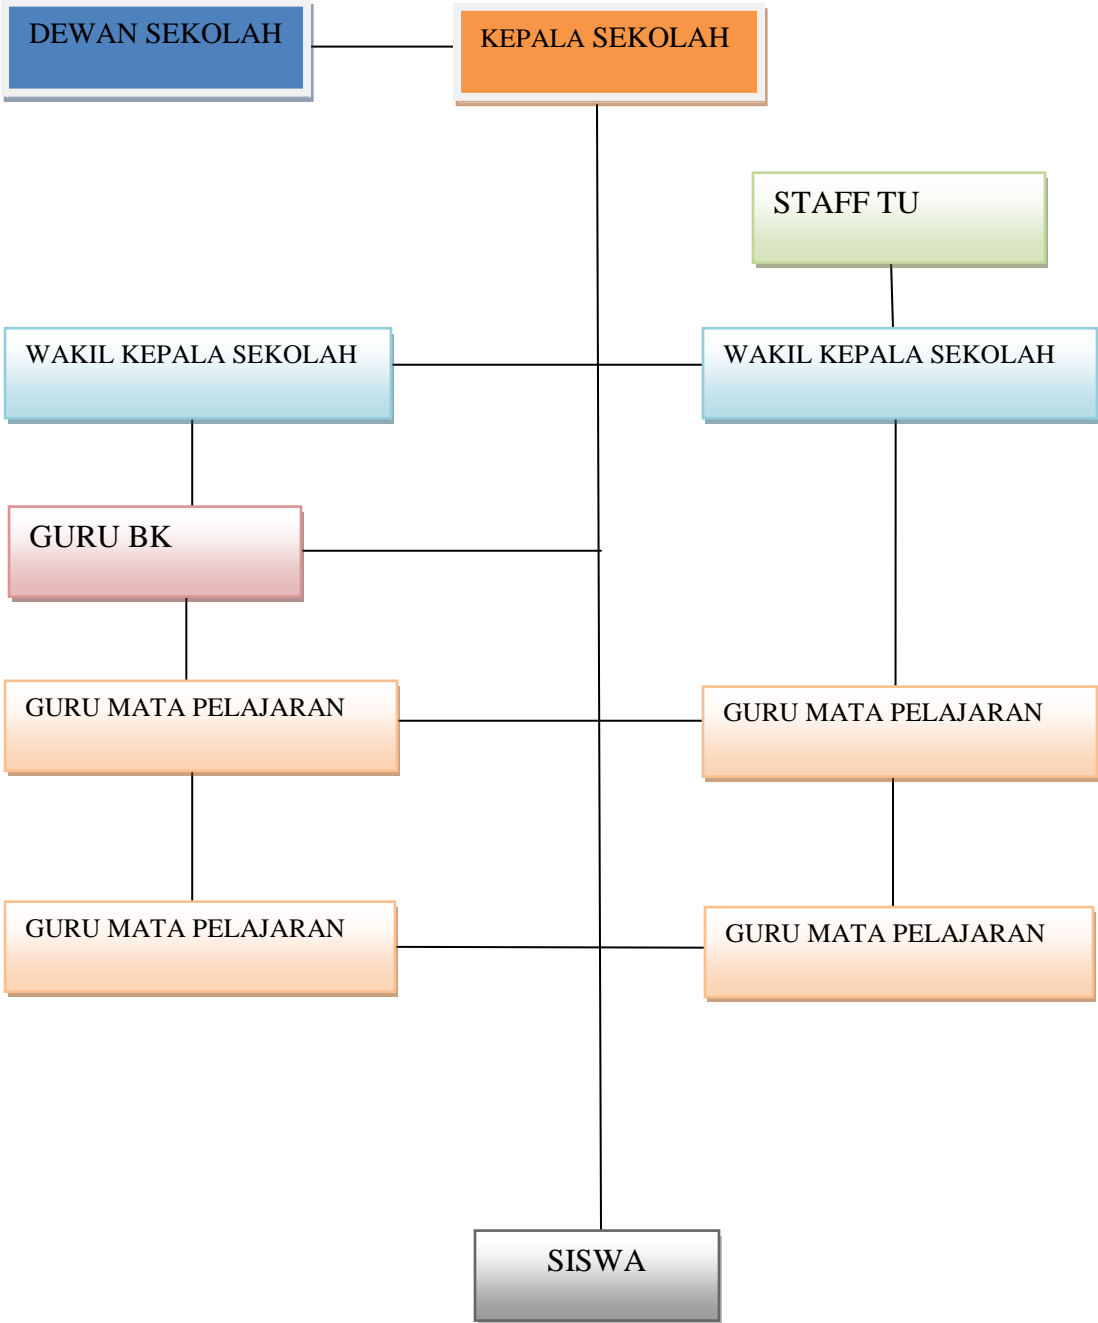 DEWAN SEKOLAH
KEPALA SEKOLAH
STAFF TU
WAKIL KEPALA SEKOLAH
WAKIL KEPALA SEKOLAH
GURU BK
GURU MATA PELAJARAN
GURU MATA PELAJARAN
GURU MATA PELAJARAN
GURU MATA PELAJARAN
SISWA